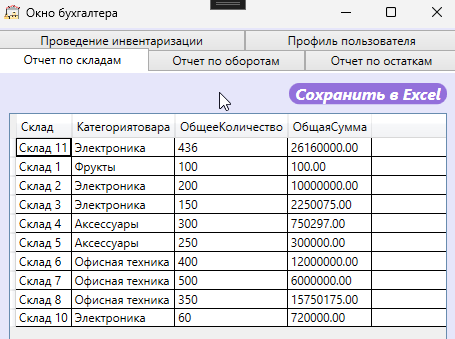 Окно бухгалтера
Проведение инвентаризации Профиль пользователя
Отчет по складам Отчет по оборотам Отчет по остаткам
Сохранить в Excel
Склад Категориятовара ОбщееКоличество ОбщаяСумма
Склад 11 Электроника 436 26160000.00
Склад 1 Фрукты 100 100.00
Склад 2 Электроника 200 10000000.00
Склад 3 Электроника 150 2250075.00
Склад 4 Аксессуары 300 750297.00
Склад 5 Аксессуары 250 300000.00
Склад 6 Офисная техника 400 12000000.00
Склад 7 Офисная техника 500 6000000.00
Склад 8 Офисная техника 350 15750175.00
Склад 10 Электроника 60 720000.00